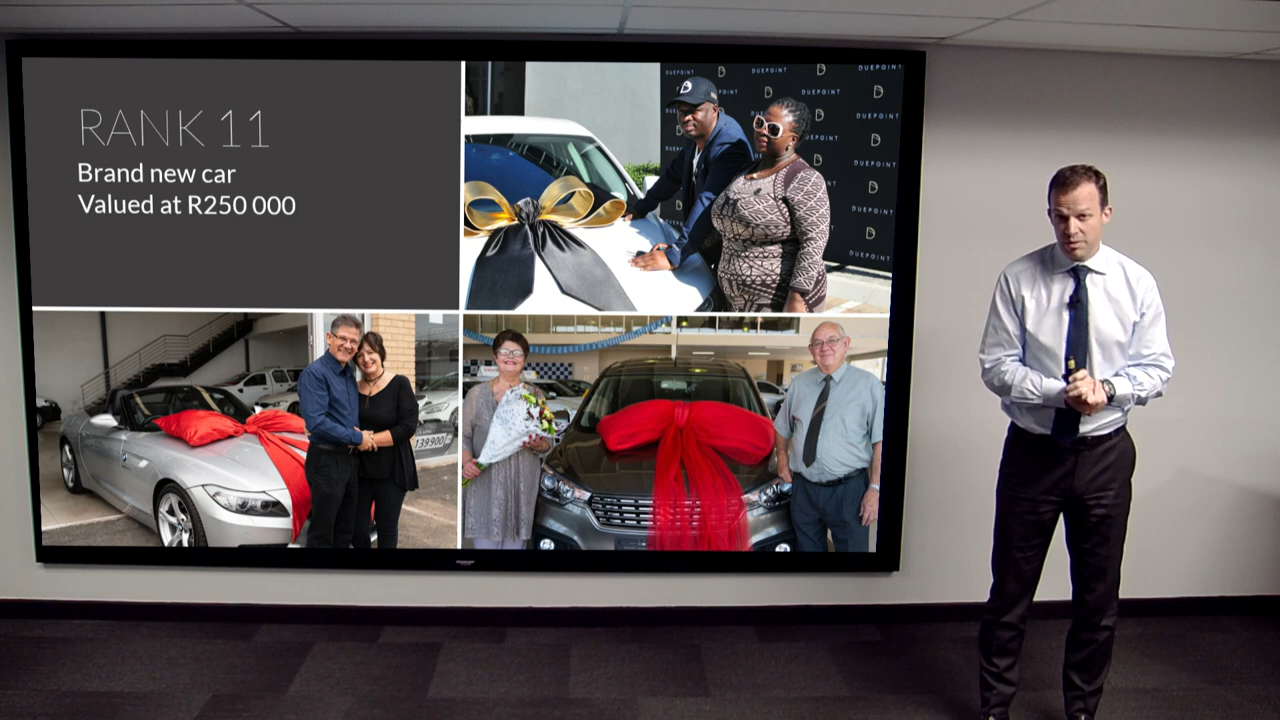 RANK 11
Brand new car
Valued at R250 000
DUEPOINT
DUEPOINT
DUEPOINT
DUEPOINT
DUEPOINT
DUEPOINT
DUEPOINT
DUEPOINT
139900